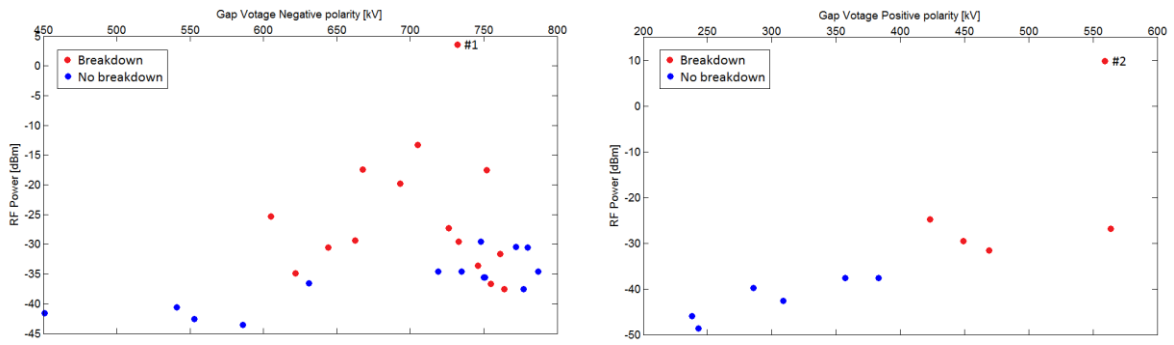 Gap Votage Negative polarity [kV]
450 500 550 600 650 700 750 800
5
0
-5
-10
-15
-20
-25
-30
-35
-40
-45
RF Power [dBm]
Breakdown
No breakdown
#1
Gap Votage Positive polarity [kV]
200 250 300 350 400 450 500 550 600
10
0
-10
-20
-30
-40
-50
RF Power [dBm]
Breakdown
No breakdown
#2